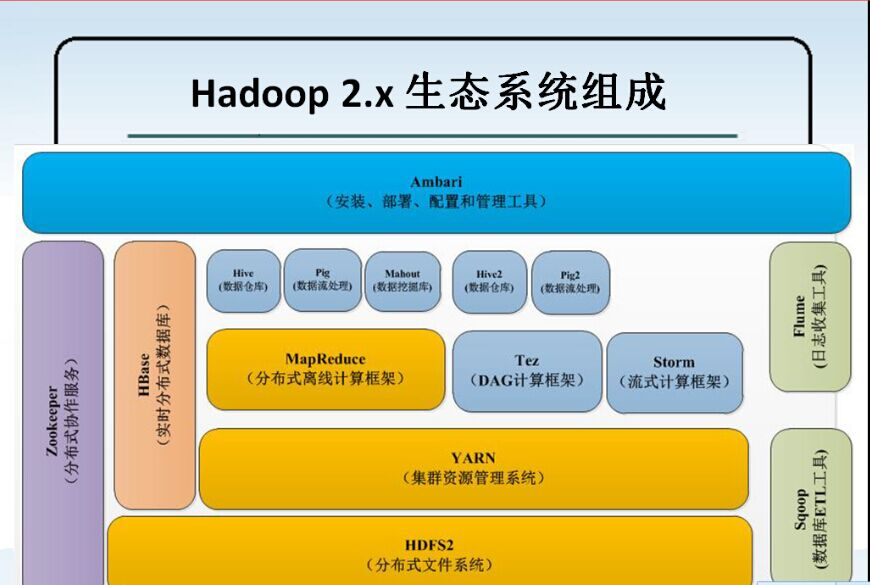 Hadoop 2.x 生态系统组成
Ambari
（安装、部署、配置和管理工具）
Zookeeper
（分布式协作服务）
HBase
（实时分布式数据库）
Hive
(数据仓库)
Pig
(数据流处理)
Mahout
(数据挖掘库)
Hive2
(数据仓库)
Pig2
(数据流处理)
MapReduce
（分布式离线计算框架）
Tez
（DAG计算框架）
Storm
（流式计算框架）
YARN
（集群资源管理系统）
HDFS2
（分布式文件系统）
Flume
(日志收集工具)
Sqoop
(数据库ETL工具)